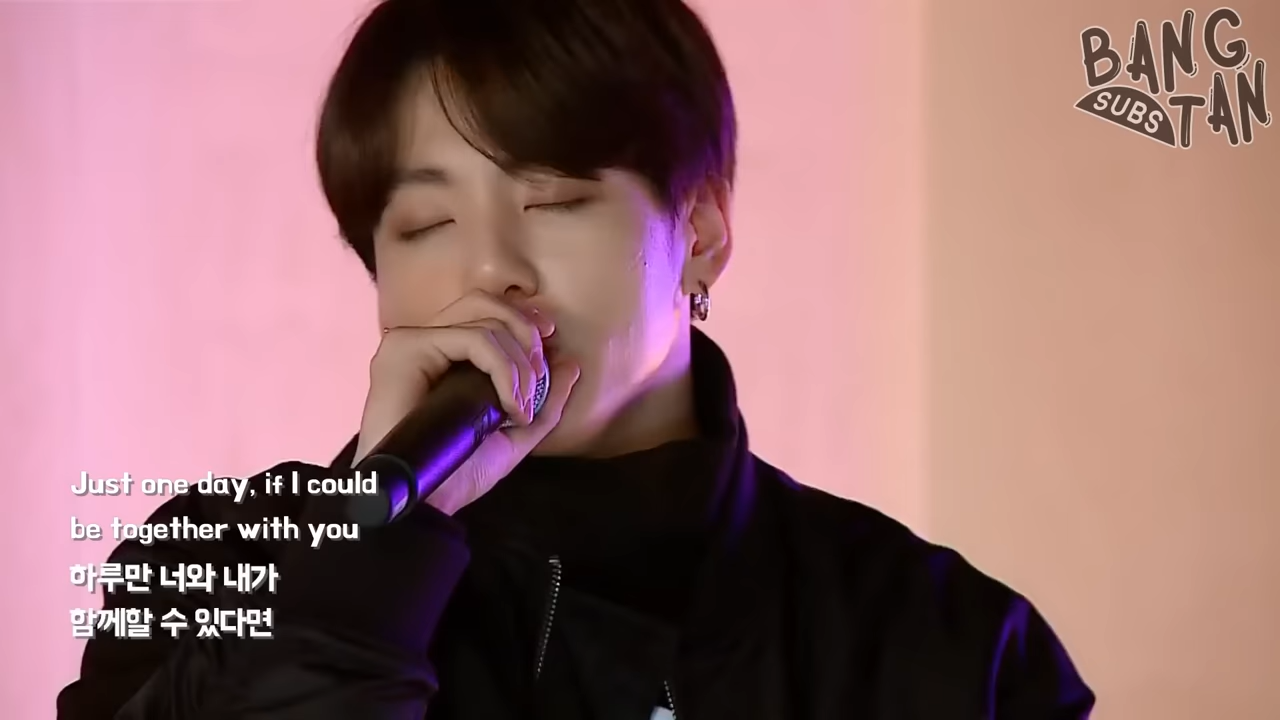 BANG
SUBS TAN
Just one day, if I could
be together with you
하루만 너와 내가
함께할 수 있다면